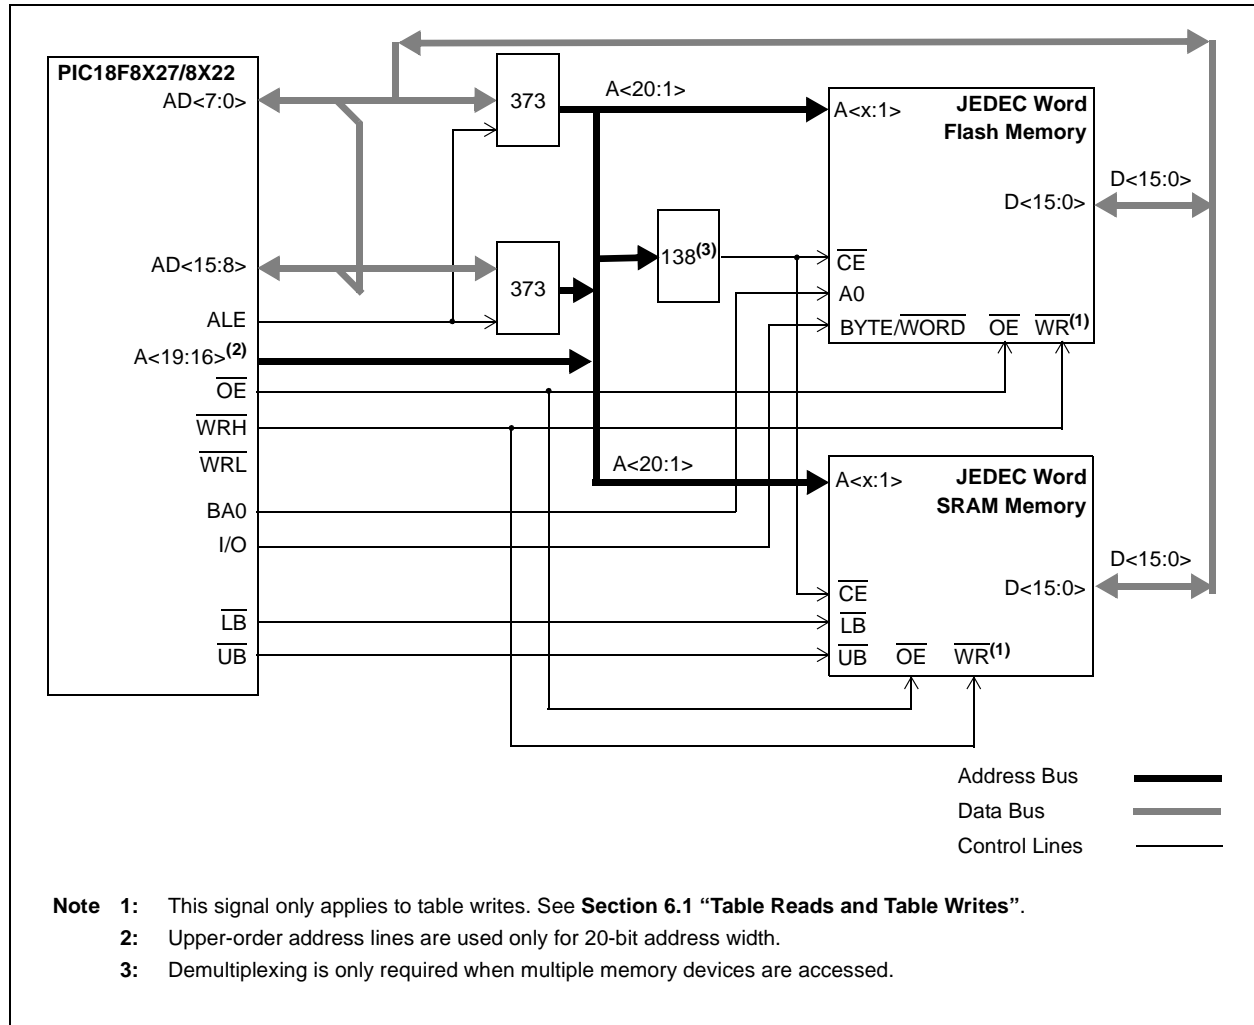 PIC18F8X27/8X22
AD<7:0>
373
A<20:1>
A<x:1>
JEDEC Word
Flash Memory
D<15:0>
D<15:0>
AD<15:8>
373
138(3)
CE
A0
ALE
BYTE/WORD OE WR(1)
A<19:16>(2)
OE
WRH
WRL
A<20:1>
A<x:1>
JEDEC Word
SRAM Memory
BA0
I/O
D<15:0>
D<15:0>
CE
LB
LB
UB
UB OE WR(1)
Address Bus
Data Bus
Control Lines
Note 1: This signal only applies to table writes. See Section 6.1 “Table Reads and Table Writes”.
2: Upper-order address lines are used only for 20-bit address width.
3: Demultiplexing is only required when multiple memory devices are accessed.